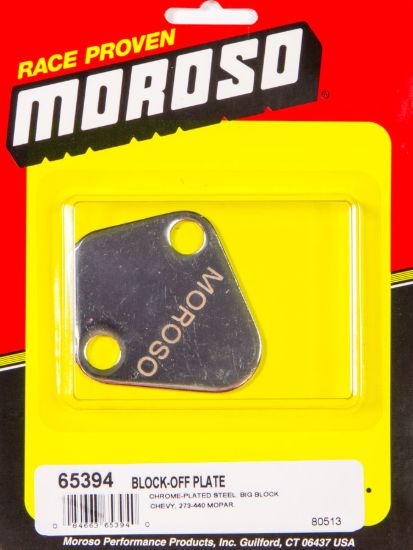 RACE PROVEN
MOROSO
MOROSO
65394 BLOCK-OFF PLATE
CHROME-PLATED STEEL BIG BLOCK
CHEVY, 273-440 MOPAR.
0 84663 65394 0
80513
Moroso Performance Products, Inc. Guilford, CT 06437 USA